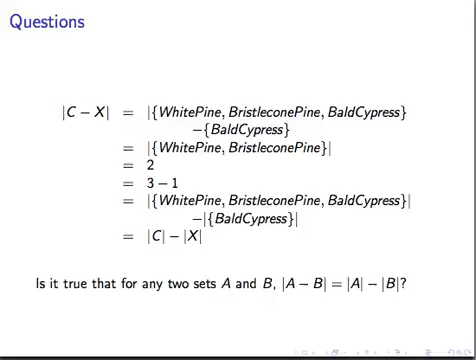 Questions
|C − X| = |{WhitePine, BristleconePine, BaldCypress}
−{BaldCypress}
= |{WhitePine, BristleconePine}|
= 2
= 3 − 1
= |{WhitePine, BristleconePine, BaldCypress}|
−|{BaldCypress}|
= |C| − |X|
Is it true that for any two sets A and B, |A − B| = |A| − |B|?